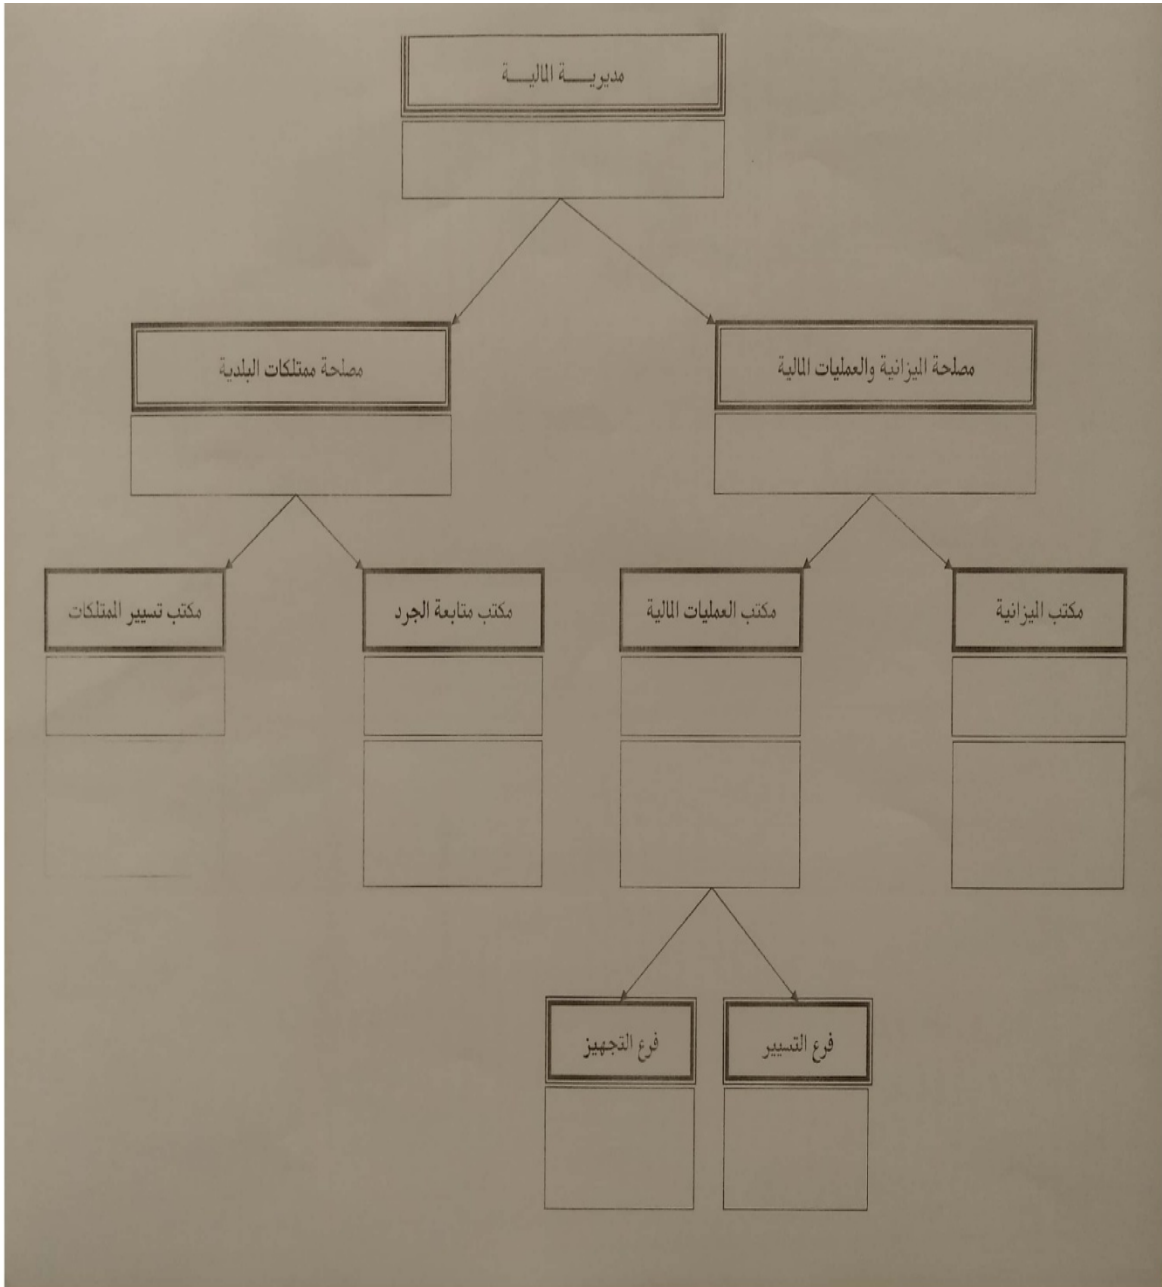 مديريـــة الماليـــة
مصلحة الميزانية والعمليات المالية
مصلحة ممتلكات البلدية
مكتب الميزانية
مكتب العمليات المالية
مكتب متابعة الجرد
مكتب تسيير الممتلكات
فرع التسيير
فرع التجهيز